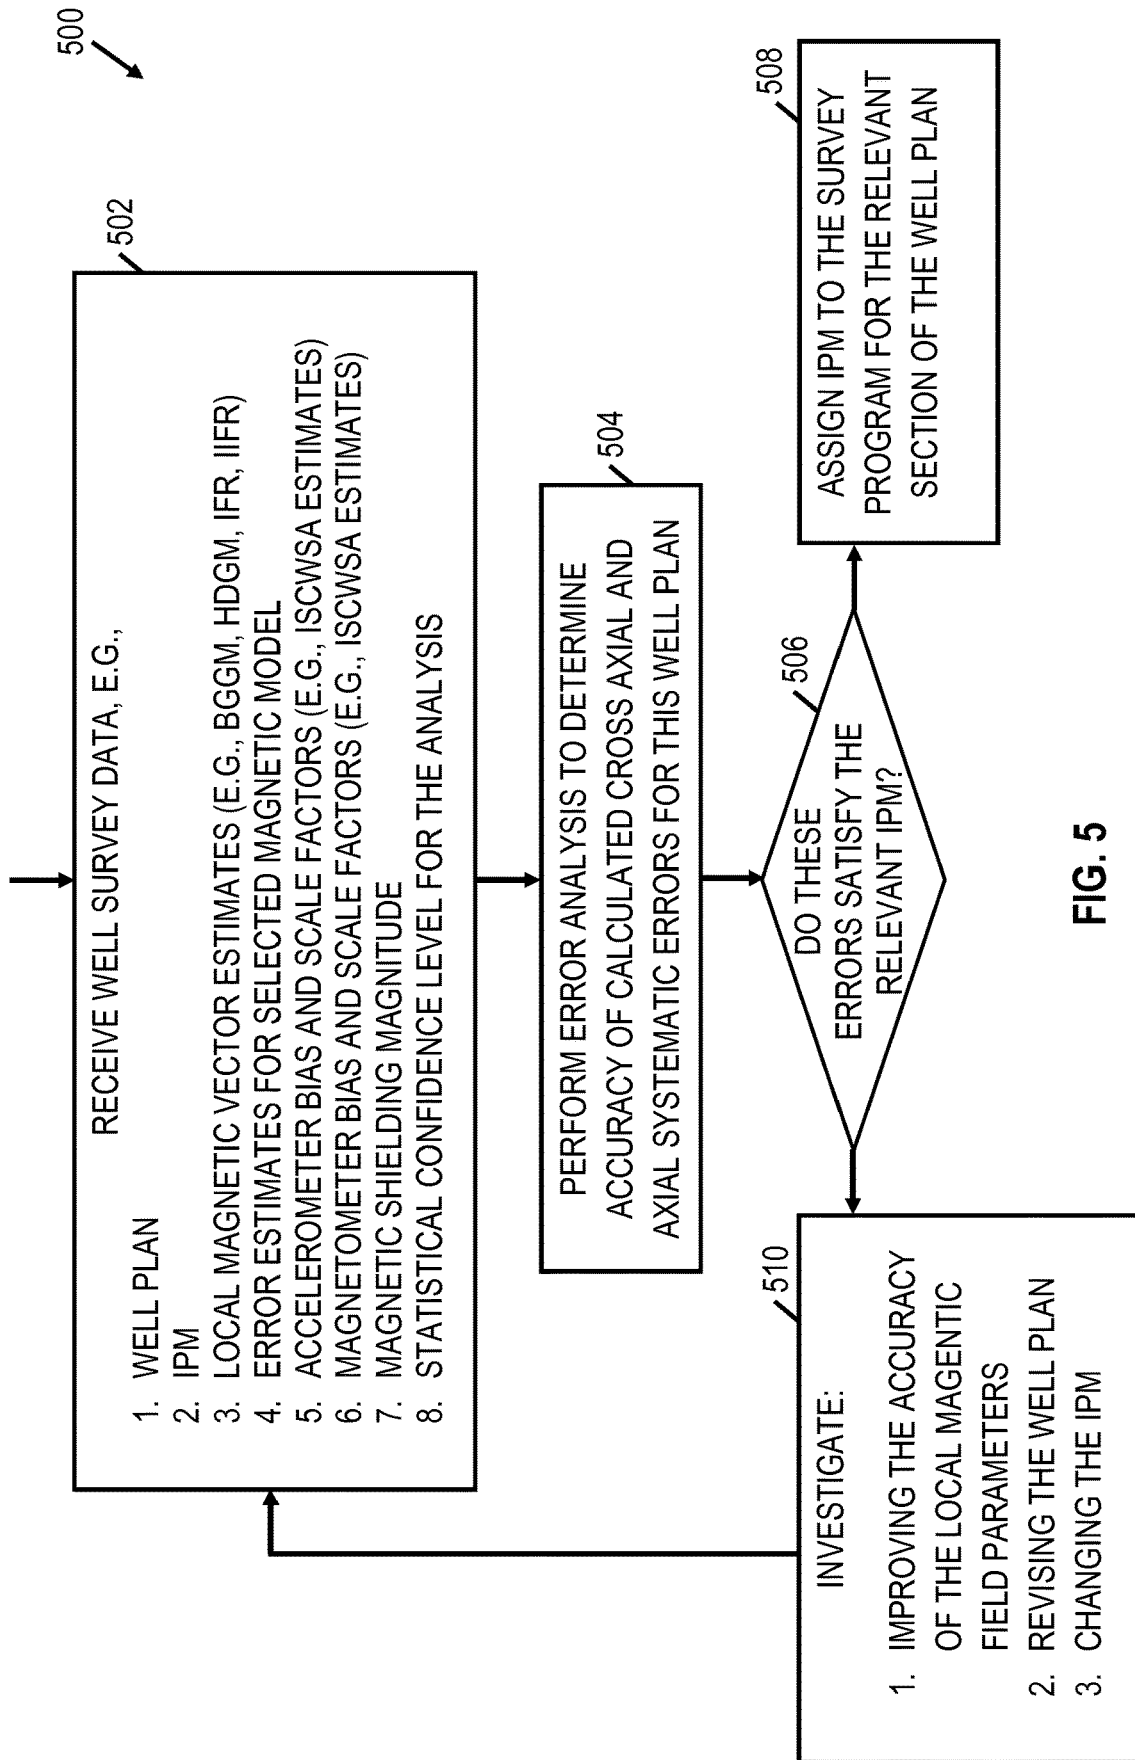 500
502
RECEIVE WELL SURVEY DATA, E.G.,
1. WELL PLAN
2. IPM
3. LOCAL MAGNETIC VECTOR ESTIMATES (E.G., BGGM, HDGM, IFR, IIFR)
4. ERROR ESTIMATES FOR SELECTED MAGNETIC MODEL
5. ACCELEROMETER BIAS AND SCALE FACTORS (E.G., ISCWSA ESTIMATES)
6. MAGNETOMETER BIAS AND SCALE FACTORS (E.G., ISCWSA ESTIMATES)
7. MAGNETIC SHIELDING MAGNITUDE
8. STATISTICAL CONFIDENCE LEVEL FOR THE ANALYSIS
504
PERFORM ERROR ANALYSIS TO DETERMINE
ACCURACY OF CALCULATED CROSS AXIAL AND
AXIAL SYSTEMATIC ERRORS FOR THIS WELL PLAN
506
DO THESE
ERRORS SATISFY THE
RELEVANT IPM?
508
ASSIGN IPM TO THE SURVEY
PROGRAM FOR THE RELEVANT
SECTION OF THE WELL PLAN
510
INVESTIGATE:
1. IMPROVING THE ACCURACY
OF THE LOCAL MAGENTIC
FIELD PARAMETERS
2. REVISING THE WELL PLAN
3. CHANGING THE IPM
FIG. 5